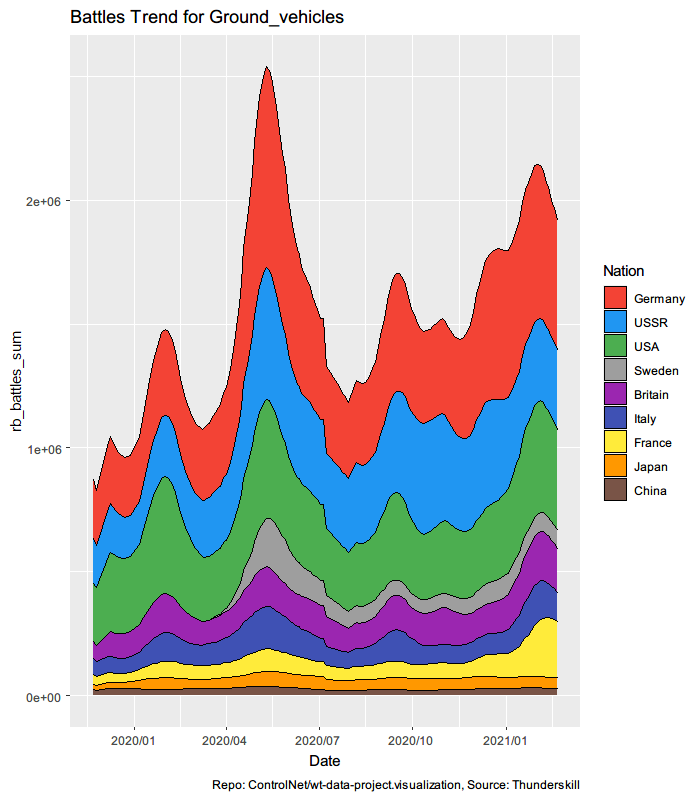 Battles Trend for Ground_vehicles
rb_battles_sum
2e+06
1e+06
0e+00
2020/01
2020/04
2020/07
2020/10
2021/01
Date
Nation
Germany
USSR
USA
Sweden
Britain
Italy
France
Japan
China
Repo: ControlNet/wt-data-project.visualization, Source: Thunderskill